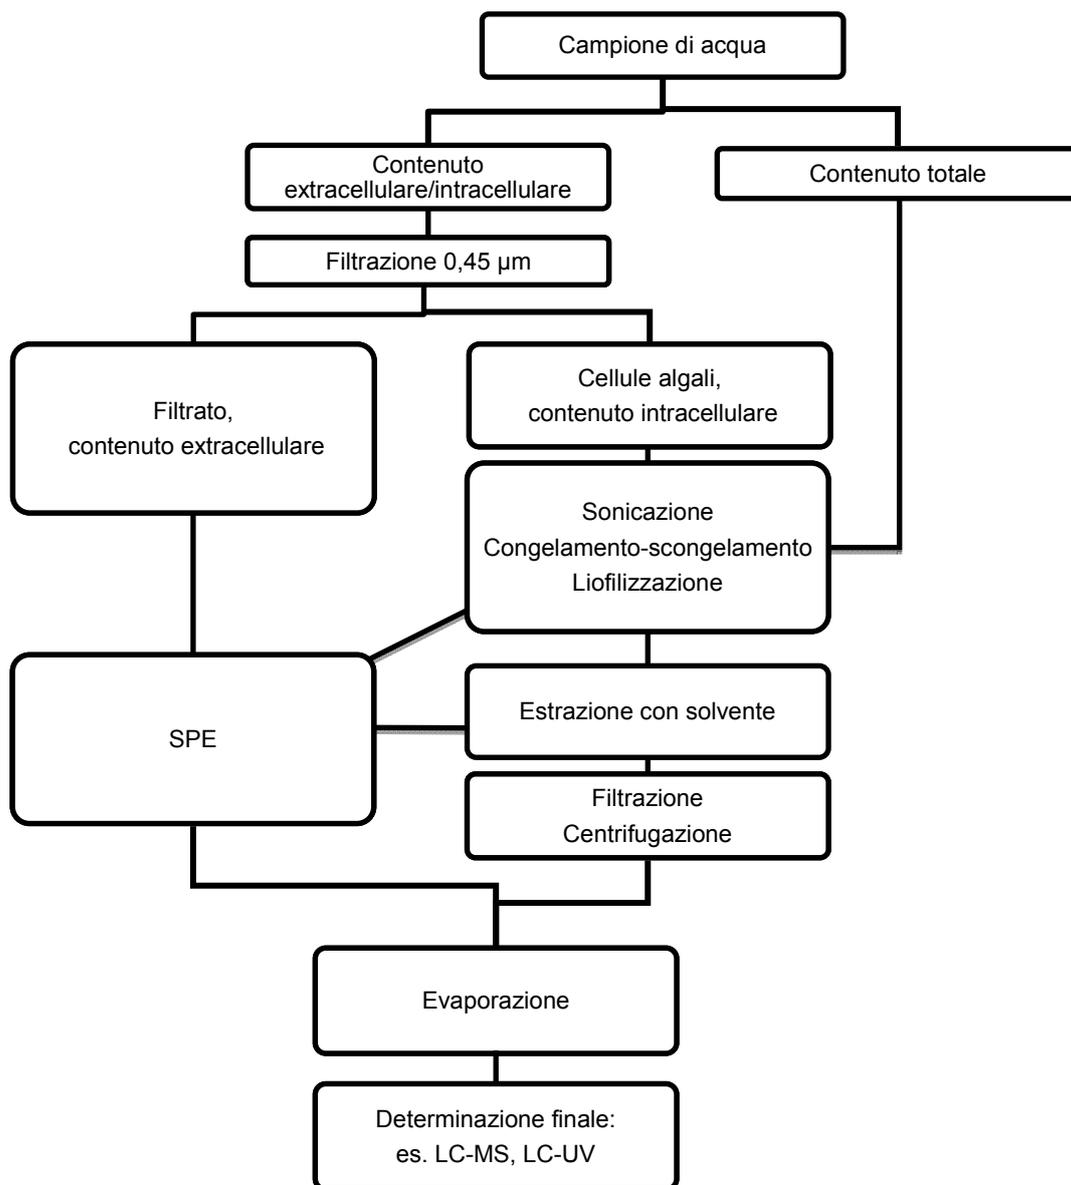 Campione di acqua
Contenuto
extracellulare/intracellulare
Contenuto totale
Filtrazione 0,45 µm
Filtrato,
contenuto extracellulare
Cellule algali,
contenuto intracellulare
Sonicazione
Congelamento-scongelamento
Liofilizzazione
SPE
Estrazione con solvente
Filtrazione
Centrifugazione
Evaporazione
Determinazione finale:
es. LC-MS, LC-UV